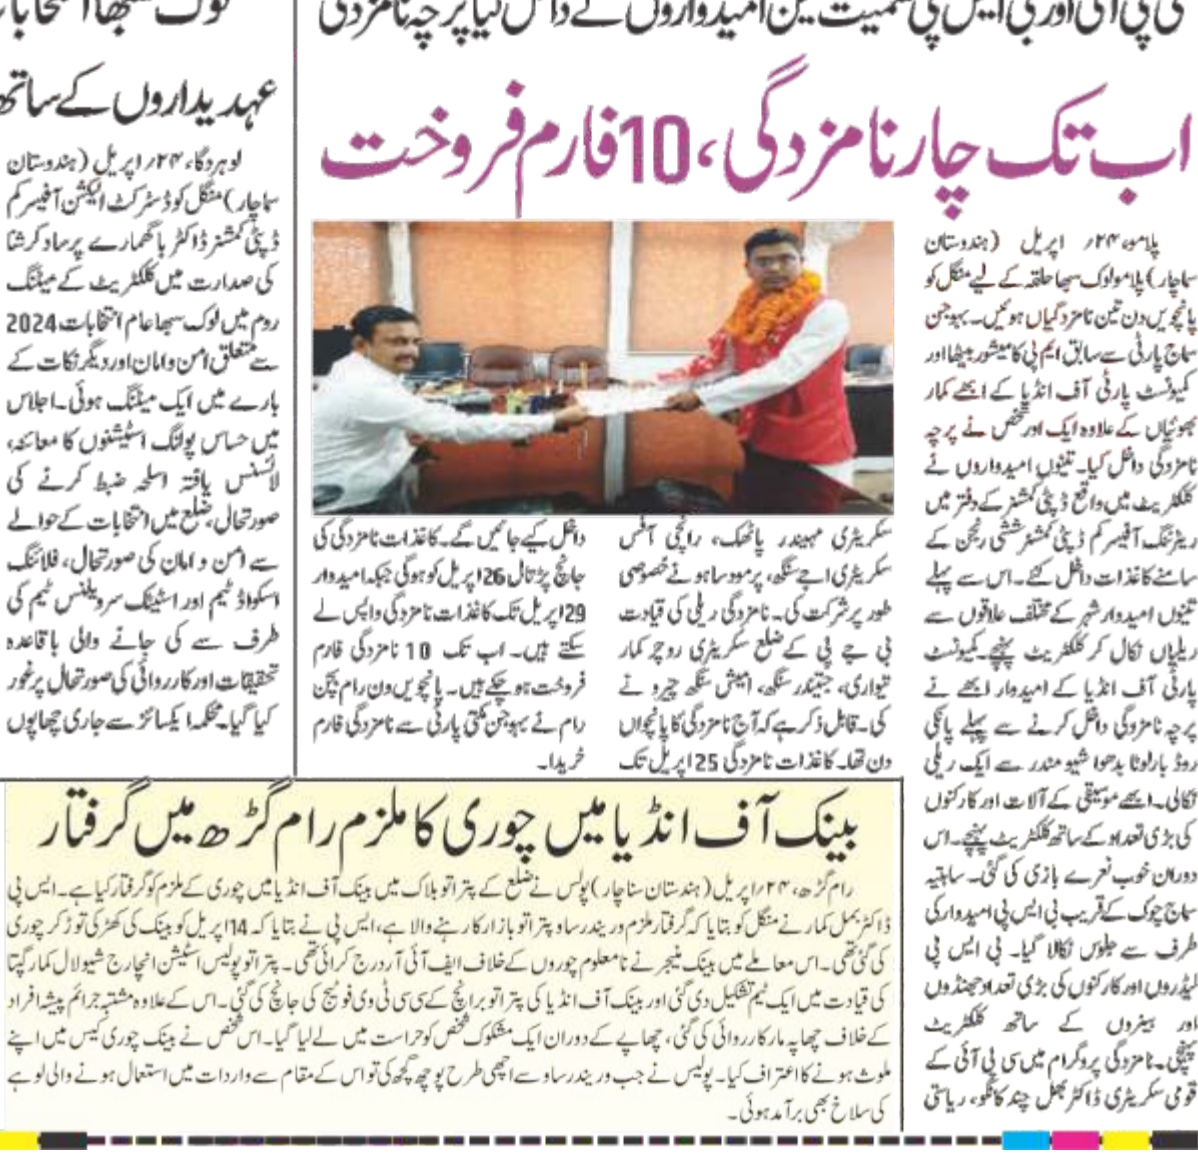 سی پی آئی اور بی ایس پی سمیت تین امیدواروں نے داخل کیا پرچہ نامزدگی
اب تک چار نامزدگی، 10 فارم فروخت
پلامو، ۲۴؍ اپریل (ہندوستان
سماچار) پلامو لوک سبھا حلقہ کے لیے منگل کو
پانچویں دن تین نامزدگیاں ہوئیں۔ بہوجن
سماج پارٹی سے سابق ایم پی کامیشور بیٹھا اور
کمیونسٹ پارٹی آف انڈیا کے ابھے کمار
بھوئیاں کے علاوہ ایک اور شخص نے پرچہ
نامزدگی داخل کیا۔ تینوں امیدواروں نے
کلکٹریٹ میں واقع ڈپٹی کمشنر کے دفتر میں
ریٹرننگ آفیسر کم ڈپٹی کمشنر ششی رنجن کے
سامنے کاغذات داخل کئے۔ اس سے پہلے
تینوں امیدوار شہر کے مختلف علاقوں سے
ریلیاں نکال کر کلکٹریٹ پہنچے۔ کمیونسٹ
پارٹی آف انڈیا کے امیدوار ابھے نے
پرچہ نامزدگی داخل کرنے سے پہلے پانکی
روڈ بارلوٹا بدھوا شیو مندر سے ایک ریلی
نکالی۔ ابھے موسیقی کے آلات اور کارکنوں
کی بڑی تعداد کے ساتھ کلکٹریٹ پہنچے۔ اس
دوران خوب نعرے بازی کی گئی۔ ساہتیہ
سماج چوک کے قریب بی ایس پی امیدوار کی
طرف سے جلوس نکالا گیا۔ بی ایس پی
لیڈروں اور کارکنوں کی بڑی تعداد جھنڈوں
اور بینروں کے ساتھ کلکٹریٹ
پہنچی۔ نامزدگی پروگرام میں سی پی آئی کے
قومی سکریٹری ڈاکٹر بھل چند کانگو، ریاستی
سکریٹری مہیندر پاٹھک، رانچی آفس
سکریٹری اجے سنگھ، پرمود ساہو نے خصوصی
طور پر شرکت کی۔ نامزدگی ریلی کی قیادت
بی جے پی کے ضلع سکریٹری روچر کمار
تیواری، جتیندر سنگھ، امیش سنگھ چیرو نے
کی۔ قابل ذکر ہے کہ آج نامزدگی کا پانچواں
دن تھا۔ کاغذات نامزدگی 25 اپریل تک
داخل کیے جائیں گے۔ کاغذات نامزدگی کی
جانچ پڑتال 26 اپریل کو ہوگی جبکہ امیدوار
29 اپریل تک کاغذات نامزدگی واپس لے
سکتے ہیں۔ اب تک 10 نامزدگی فارم
فروخت ہو چکے ہیں۔ پانچویں دن رام بچن
رام نے بہوجن مکتی پارٹی سے نامزدگی فارم
خریدا۔
لوک سبھا انتخابات
عہدیداروں کے ساتھ
لوہردگا، ۲۴؍ اپریل (ہندوستان
سماچار) منگل کو ڈسٹرکٹ الیکشن آفیسر کم
ڈپٹی کمشنر ڈاکٹر باگھمارے پرساد کرشنا
کی صدارت میں کلکٹریٹ کے میٹنگ
روم میں لوک سبھا عام انتخابات 2024
سے متعلق امن و امان اور دیگر نکات کے
بارے میں ایک میٹنگ ہوئی۔ اجلاس
میں حساس پولنگ اسٹیشنوں کا معائنہ،
لائسنس یافتہ اسلحہ ضبط کرنے کی
صورتحال، ضلع میں انتخابات کے حوالے
سے امن و امان کی صورتحال، فلائنگ
اسکواڈ ٹیم اور اسٹیٹک سرویلنس ٹیم کی
طرف سے کی جانے والی باقاعدہ
تحقیقات اور کارروائی کی صورتحال پر غور
کیا گیا۔ محکمہ ایکسائز سے جاری چھاپوں
بینک آف انڈیا میں چوری کا ملزم رام گڑھ میں گرفتار
رام گڑھ، ۲۴؍ اپریل (ہندستان سناچار) پولس نے ضلع کے پتراتو بلاک میں بینک آف انڈیا میں چوری کے ملزم کو گرفتار کیا ہے۔ ایس پی
ڈاکٹر بمل کمار نے منگل کو بتایا کہ گرفتار ملزم وریندر ساو پتراتو بازار کا رہنے والا ہے، ایس پی نے بتایا کہ 14 اپریل کو بینک کی کھڑکی توڑ کر چوری
کی گئی تھی۔ اس معاملے میں بینک منیجر نے نامعلوم چوروں کے خلاف ایف آئی آر درج کرائی تھی۔ پتراتو پولیس اسٹیشن انچارج شیولال کمار گپتا
کی قیادت میں ایک ٹیم تشکیل دی گئی اور بینک آف انڈیا کی پتراتو برانچ کے سی سی ٹی وی فوٹیج کی جانچ کی گئی۔ اس کے علاوہ مشتبہ جرائم پیشہ افراد
کے خلاف چھاپہ مار کارروائی کی گئی، چھاپے کے دوران ایک مشکوک شخص کو حراست میں لے لیا گیا۔ اس شخص نے بینک چوری کیس میں اپنے
ملوث ہونے کا اعتراف کیا۔ پولیس نے جب وریندر ساو سے اچھی طرح پوچھ گچھ کی تو اس کے مقام سے واردات میں استعمال ہونے والی لوہے
کی سلاخ بھی برآمد ہوئی۔